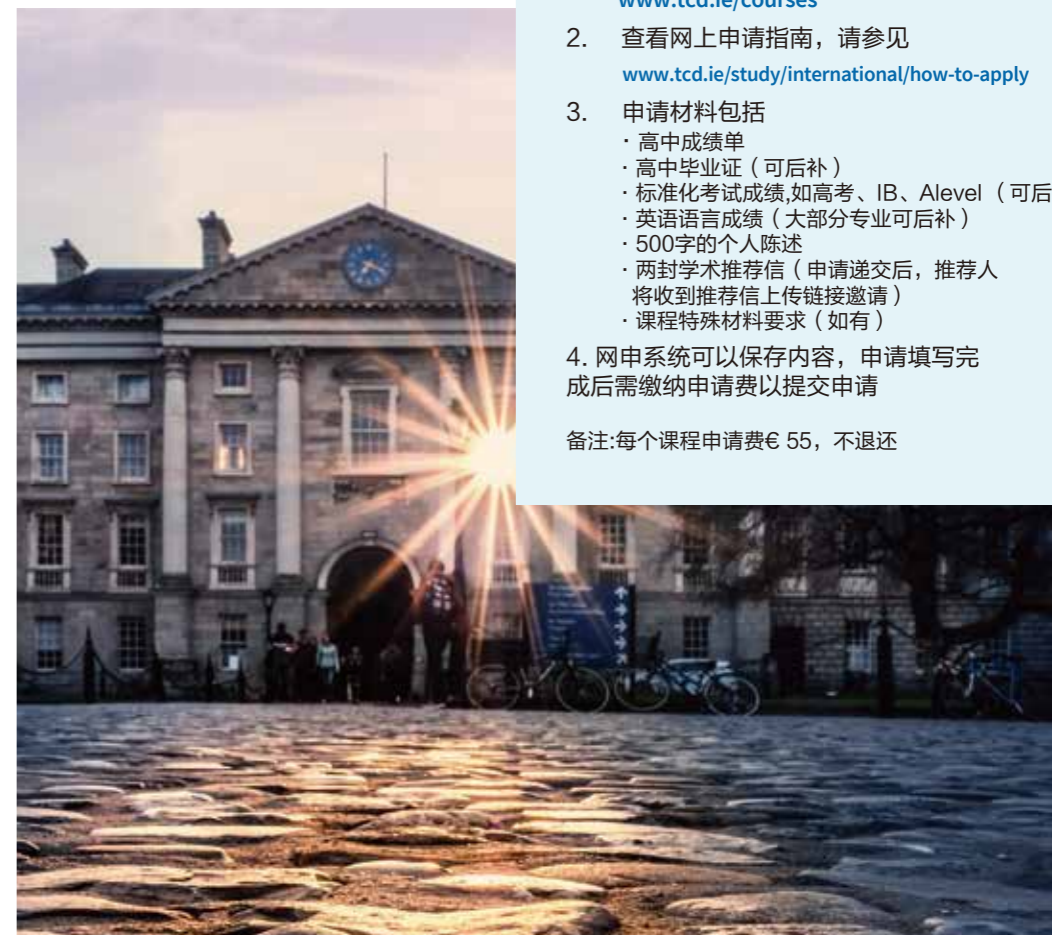 www.tcd.ie/courses
2. 查看网上申请指南，请参见
www.tcd.ie/study/international/how-to-apply
3. 申请材料包括
· 高中成绩单
· 高中毕业证（可后补）
· 标准化考试成绩,如高考、IB、Alevel （可后
· 英语语言成绩（大部分专业可后补）
· 500字的个人陈述
· 两封学术推荐信（申请递交后，推荐人
将收到推荐信上传链接邀请）
· 课程特殊材料要求（如有）
4. 网申系统可以保存内容，申请填写完
成后需缴纳申请费以提交申请
备注:每个课程申请费€ 55，不退还